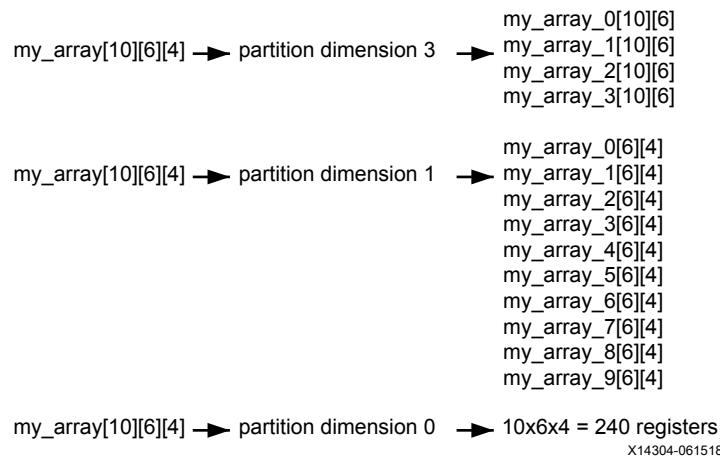 my_array_0[10][6]
my_array_1[10][6]
my_array[10][6][4] partition dimension 3
my_array_2[10][6]
my_array_3[10][6]
my_array_0[6][4]
my_array[10][6][4] partition dimension 1 my_array_1[6][4]
my_array_2[6][4]
my_array_3[6][4]
my_array_4[6][4]
my_array_5[6][4]
my_array_6[6][4]
my_array_7[6][4]
my_array_8[6][4]
my_array_9[6][4]
my_array[10][6][4] partition dimension 0 10x6x4 = 240 registers
X14304-061518